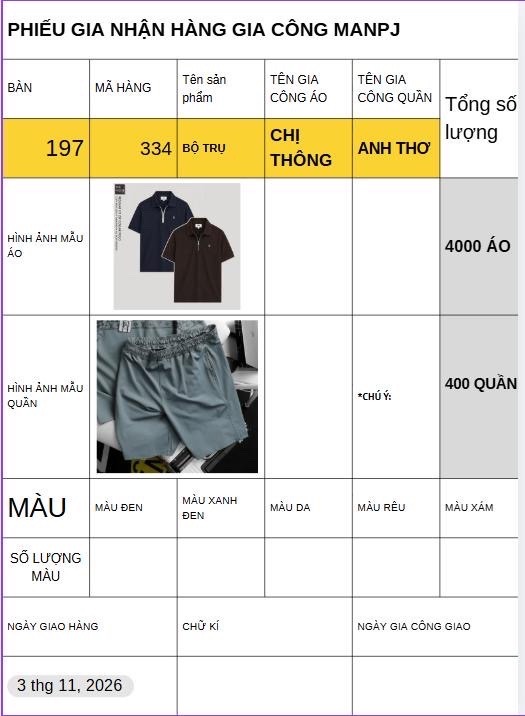 PHIẾU GIA NHẬN HÀNG GIA CÔNG MANPJ
BÀN
MÃ HÀNG
Tên sản
phẩm
TÊN GIA
CÔNG ÁO
TÊN GIA
CÔNG QUẦN
Tổng số
lượng
197
334
BỘ TRỤ
CHỊ
THÔNG
ANH THƠ
HÌNH ẢNH MẪU
ÁO
4000 ÁO
HÌNH ẢNH MẪU
QUẦN
*CHÚ Ý:
400 QUẦN
MÀU
MÀU ĐEN
MÀU XANH
ĐEN
MÀU DA
MÀU RÊU
MÀU XÁM
SỐ LƯỢNG
MÀU
NGÀY GIAO HÀNG
CHỮ KÍ
NGÀY GIA CÔNG GIAO
3 thg 11, 2026